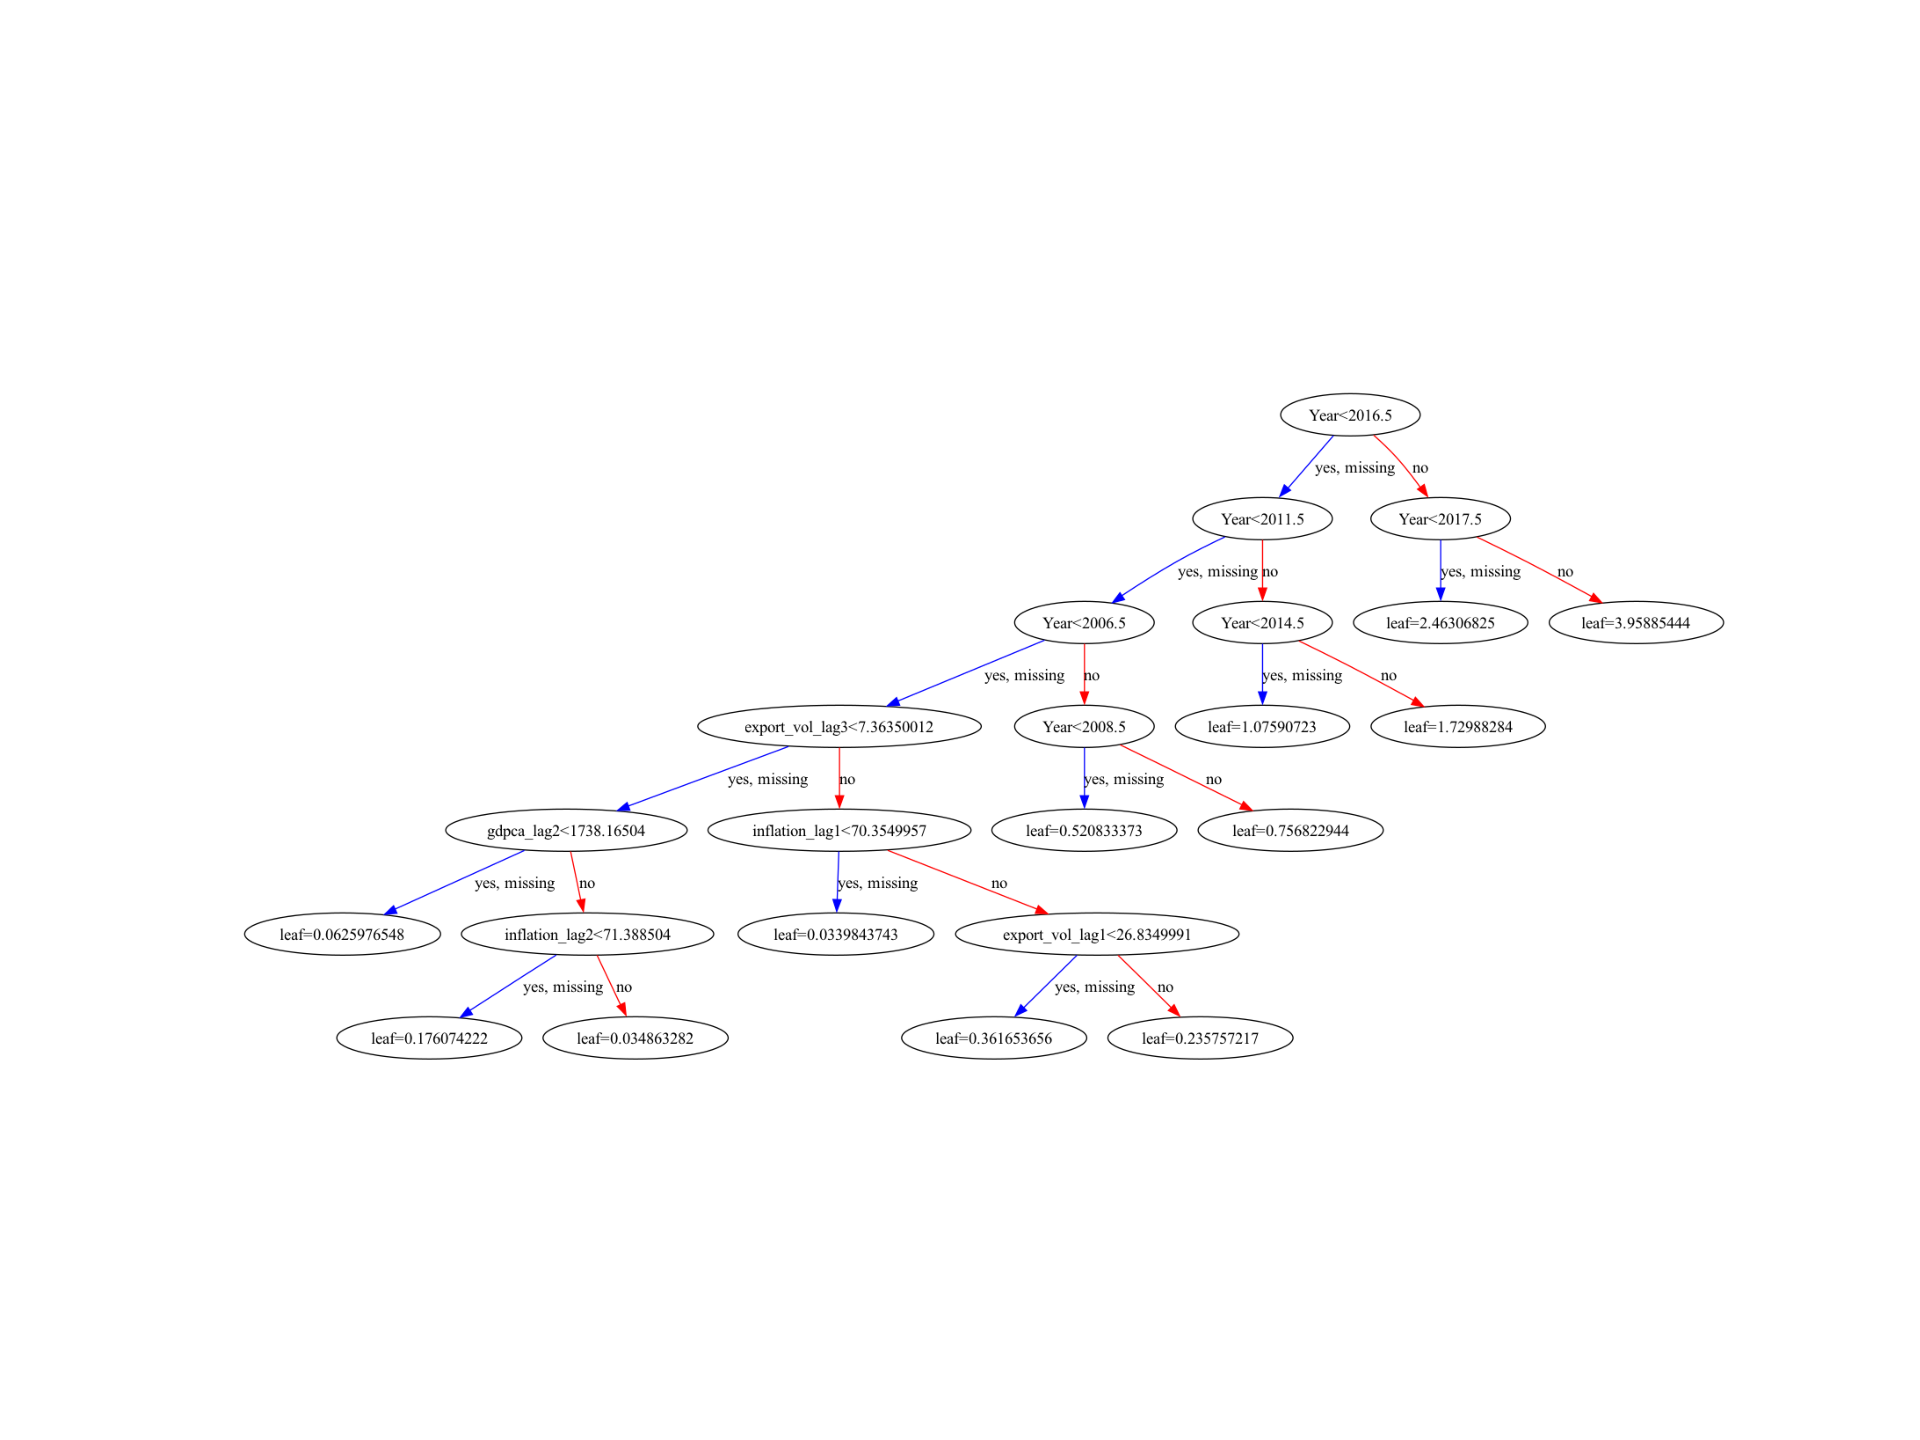 Year<2016.5
yes, missing
no
Year<2011.5
Year<2017.5
yes, missing
no
yes, missing
no
Year<2006.5
Year<2014.5
leaf=2.46306825
leaf=3.95885444
yes, missing
no
yes, missing
no
export_vol_lag3<7.36350012
Year<2008.5
leaf=1.07590723
leaf=1.72988284
yes, missing
no
yes, missing
no
gdpca_lag2<1738.16504
inflation_lag1<70.3549957
leaf=0.520833373
leaf=0.756822944
yes, missing
no
yes, missing
no
leaf=0.0625976548
inflation_lag2<71.388504
leaf=0.0339843743
export_vol_lag1<26.8349991
yes, missing
no
yes, missing
no
leaf=0.176074222
leaf=0.034863282
leaf=0.361653656
leaf=0.235757217